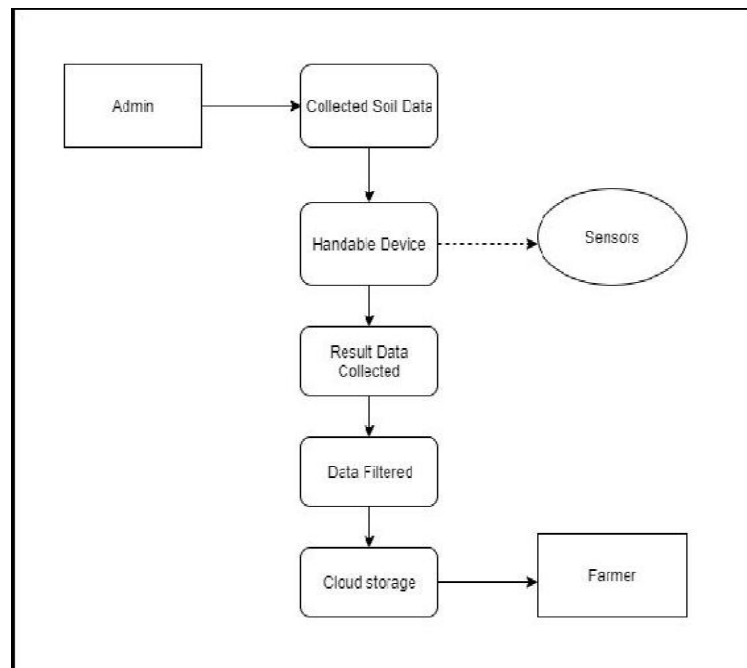 Admin
Collected Soil Data
Handable Device
Sensors
Result Data
Collected
Data Filtered
Cloud storage
Farmer